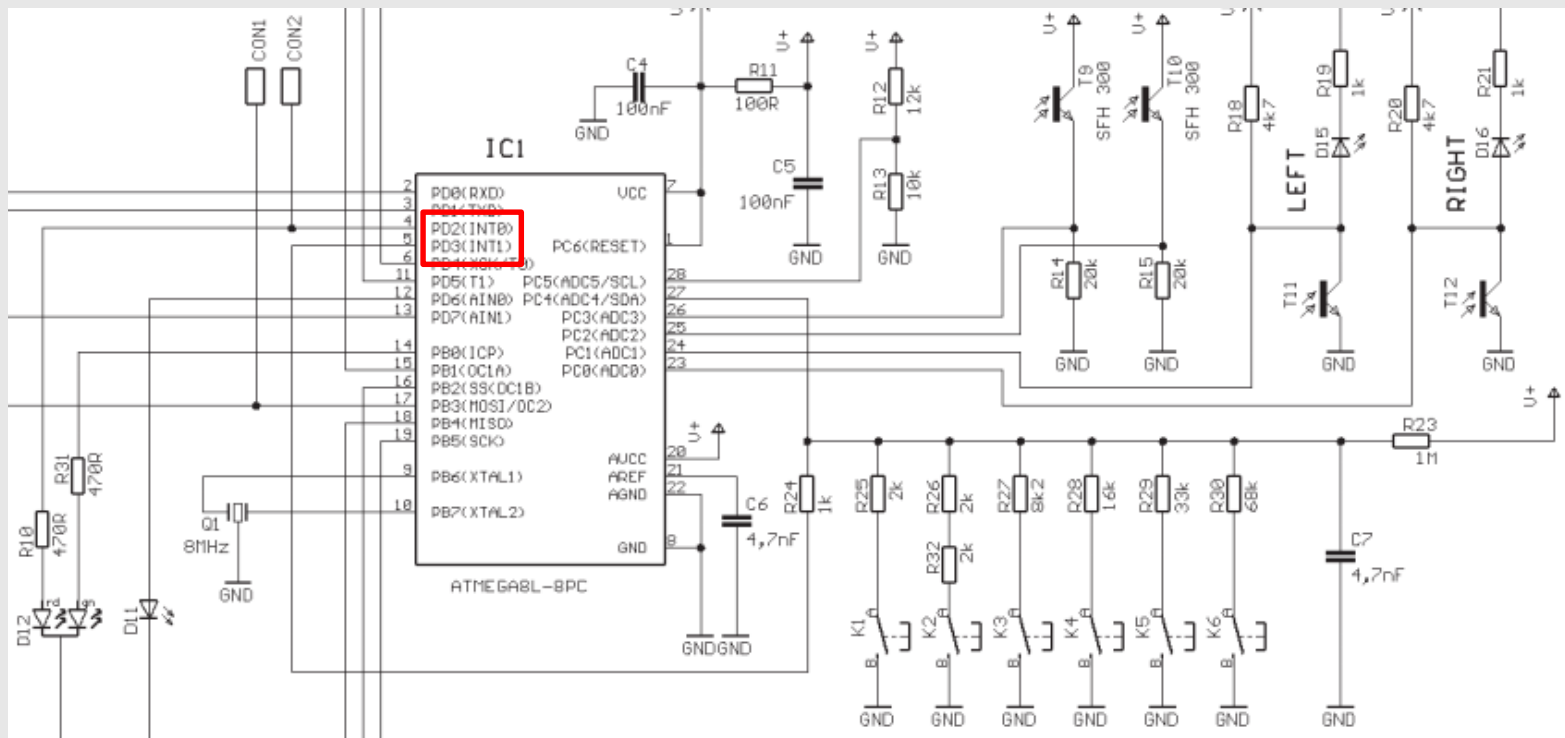 CON1
CON2
C4
100nF
GND
R11
100R
V+
C5
100nF
GND
V+
R12
12k
R13
10k
GND
V+
T9
SFH 300
R14
20k
GND
V+
T10
SFH 300
R15
20k
GND
R18
4k7
R19
1k
D15
LEFT
T11
GND
R20
4k7
R21
1k
D16
RIGHT
T12
GND
IC1
2 PD0(RXD)
3 PD1(TXD)
4 PD2(INT0)
5 PD3(INT1)
6 PD4(XCK/T0)
11 PD5(T1)
12 PD6(AIN0)
13 PD7(AIN1)
14 PB0(ICP)
15 PB1(OC1A)
16 PB2(SS(OC1B)
17 PB3(MOSI/OC2)
18 PB4(MISO)
19 PB5(SCK)
9 PB6(XTAL1)
10 PB7(XTAL2)
VCC 7
PC6(RESET) 1
PC5(ADC5/SCL) 28
PC4(ADC4/SDA) 27
PC3(ADC3) 26
PC2(ADC2) 25
PC1(ADC1) 24
PC0(ADC0) 23
AVCC 20
AREF 21
AGND 22
GND 8
ATMEGA8L-8PC
V+
C6
4,7nF
GND
GND
R31
470R
R10
470R
Q1
8MHz
GND
D12
D11
R24
1k
R25
2k
R26
2k
R32
2k
R27
8k2
R28
16k
R29
33k
R30
68k
R23
1M
V+
C7
4,7nF
K1
A
B
K2
A
B
K3
A
B
K4
A
B
K5
A
B
K6
A
B
GND
GND
GND
GND
GND
GND
GND